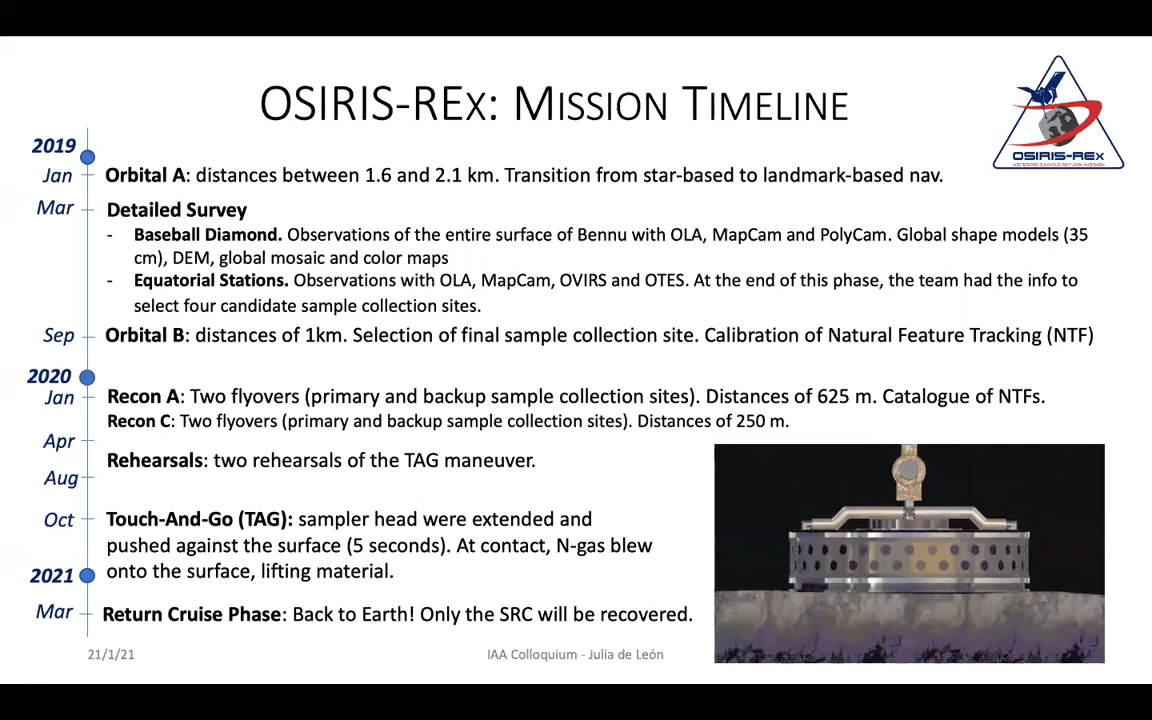 OSIRIS-REx: Mission Timeline
OSIRIS-REx
ASTEROID SAMPLE RETURN MISSION
2019
Jan
Orbital A: distances between 1.6 and 2.1 km. Transition from star-based to landmark-based nav.
Mar
Detailed Survey
- Baseball Diamond. Observations of the entire surface of Bennu with OLA, MapCam and PolyCam. Global shape models (35
cm), DEM, global mosaic and color maps
- Equatorial Stations. Observations with OLA, MapCam, OVIRS and OTES. At the end of this phase, the team had the info to
select four candidate sample collection sites.
Sep
Orbital B: distances of 1km. Selection of final sample collection site. Calibration of Natural Feature Tracking (NTF)
2020
Jan
Recon A: Two flyovers (primary and backup sample collection sites). Distances of 625 m. Catalogue of NTFs.
Recon C: Two flyovers (primary and backup sample collection sites). Distances of 250 m.
Apr
Rehearsals: two rehearsals of the TAG maneuver.
Aug
Oct
Touch-And-Go (TAG): sampler head were extended and
pushed against the surface (5 seconds). At contact, N-gas blew
onto the surface, lifting material.
2021
Mar
Return Cruise Phase: Back to Earth! Only the SRC will be recovered.
21/1/21
IAA Colloquium - Julia de León